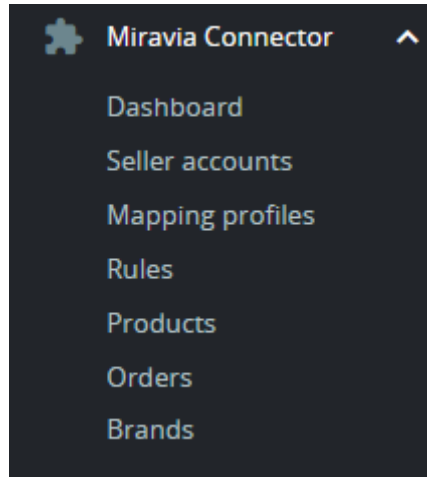 Miravia Connector
Dashboard
Seller accounts
Mapping profiles
Rules
Products
Orders
Brands